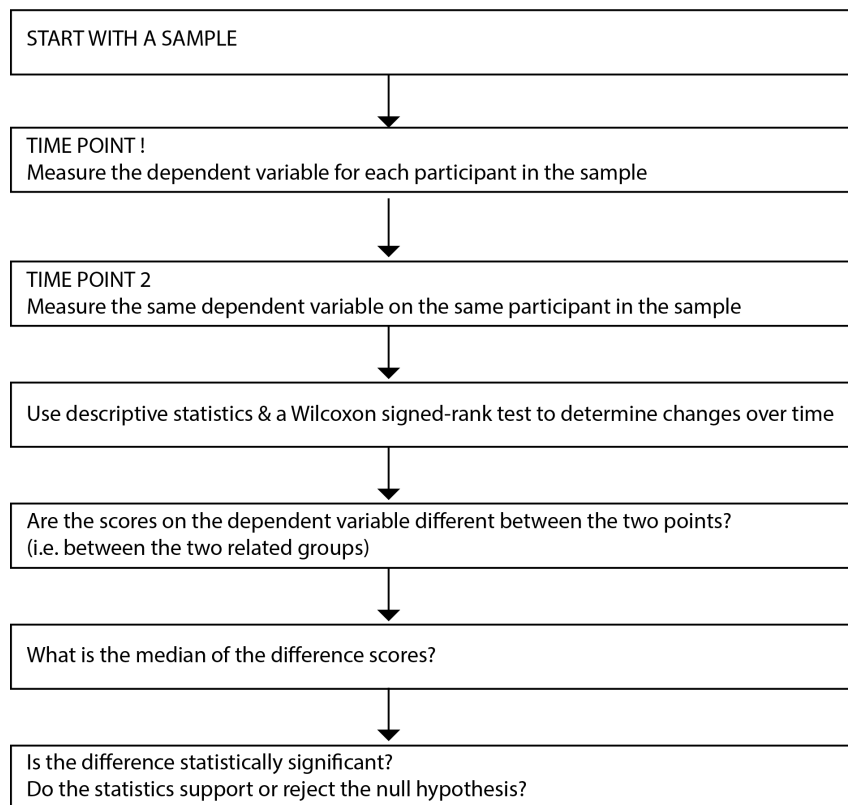 START WITH A SAMPLE
TIME POINT !
Measure the dependent variable for each participant in the sample
TIME POINT 2
Measure the same dependent variable on the same participant in the sample
Use descriptive statistics & a Wilcoxon signed-rank test to determine changes over time
Are the scores on the dependent variable different between the two points?
(i.e. between the two related groups)
What is the median of the difference scores?
Is the difference statistically significant?
Do the statistics support or reject the null hypothesis?